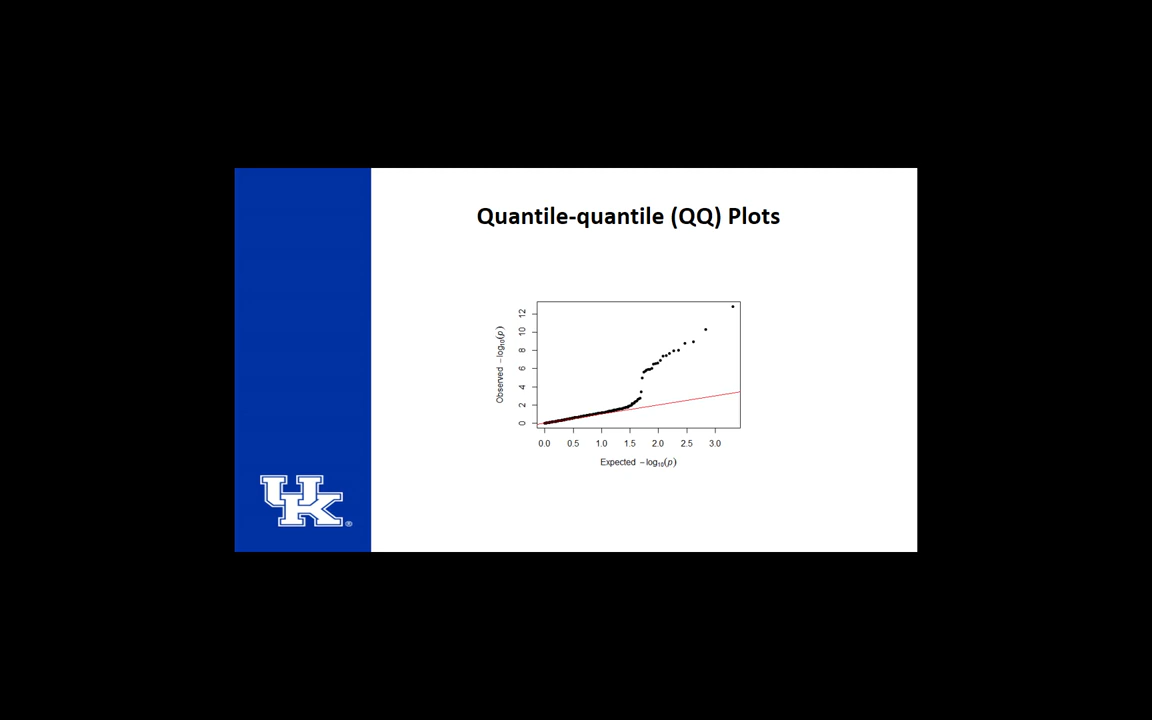 Quantile-quantile (QQ) Plots
12
10
8
6
4
2
0
Observed −log10(p)
0.0 0.5 1.0 1.5 2.0 2.5 3.0
Expected −log10(p)
UK®